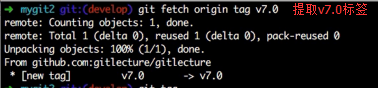 ➜ mygit2 git:(develop) git fetch origin tag v7.0 提取v7.0标签
remote: Counting objects: 1, done.
remote: Total 1 (delta 0), reused 1 (delta 0), pack-reused 0
Unpacking objects: 100% (1/1), done.
From github.com:gitlecture/gitlecture
* [new tag] v7.0 -> v7.0